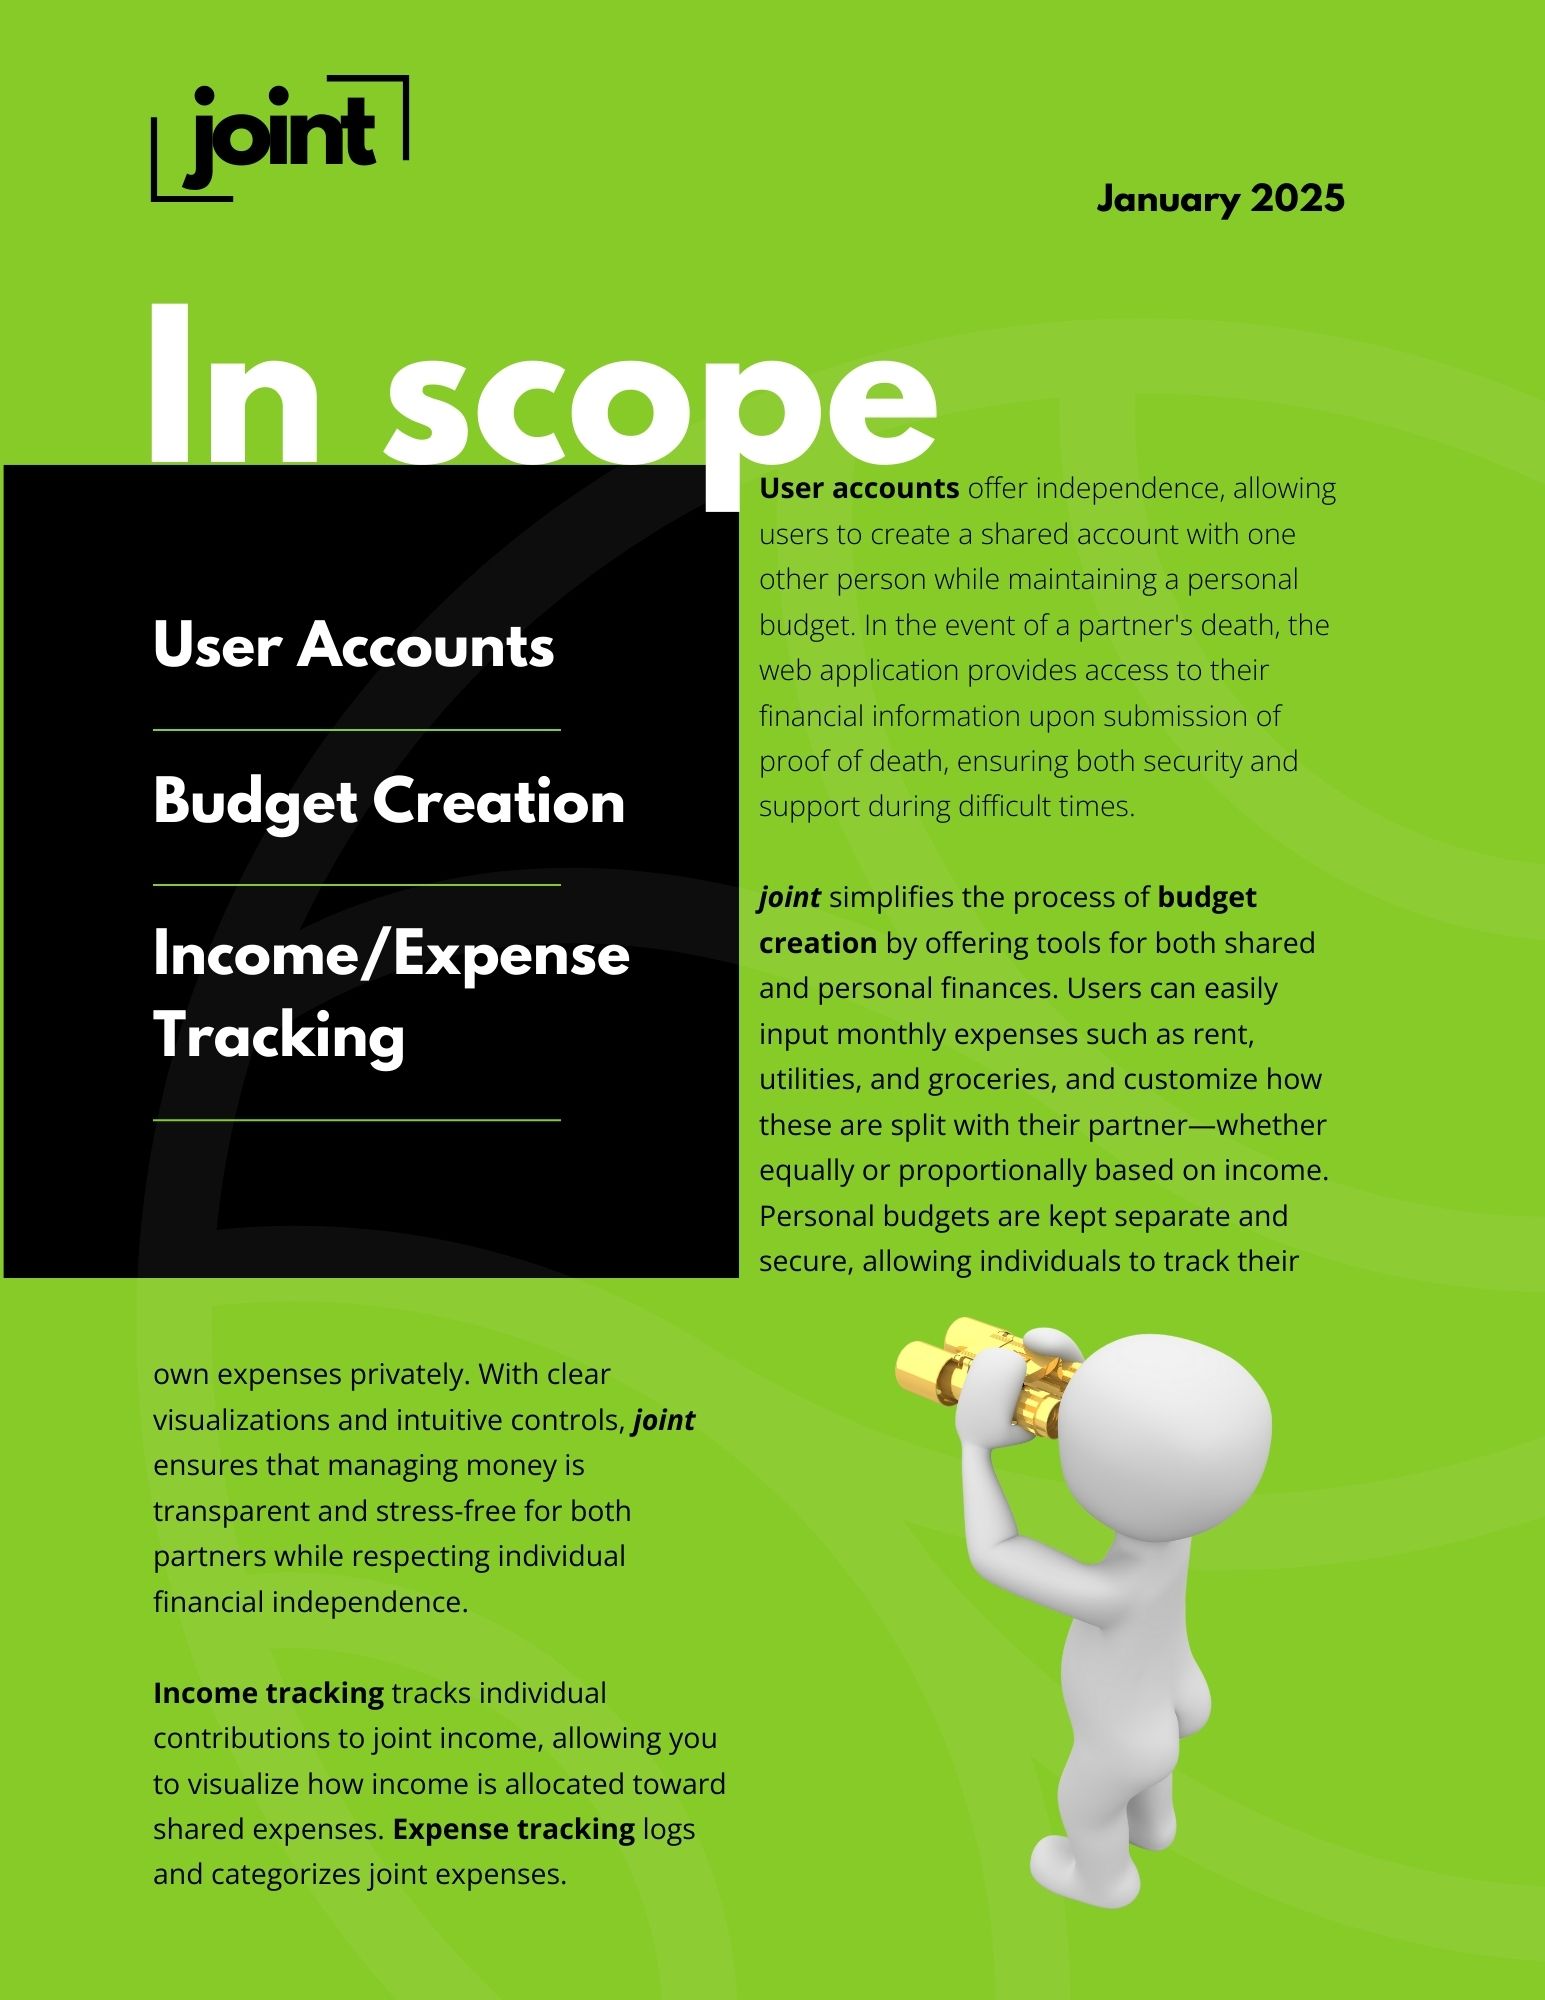 joint
January 2025
In scope
User Accounts
Budget Creation
Income/Expense
Tracking
User accounts offer independence, allowing
users to create a shared account with one
other person while maintaining a personal
budget. In the event of a partner's death, the
web application provides access to their
financial information upon submission of
proof of death, ensuring both security and
support during difficult times.
joint simplifies the process of budget
creation by offering tools for both shared
and personal finances. Users can easily
input monthly expenses such as rent,
utilities, and groceries, and customize how
these are split with their partner—whether
equally or proportionally based on income.
Personal budgets are kept separate and
secure, allowing individuals to track their
own expenses privately. With clear
visualizations and intuitive controls, joint
ensures that managing money is
transparent and stress-free for both
partners while respecting individual
financial independence.
Income tracking tracks individual
contributions to joint income, allowing you
to visualize how income is allocated toward
shared expenses. Expense tracking logs
and categorizes joint expenses.